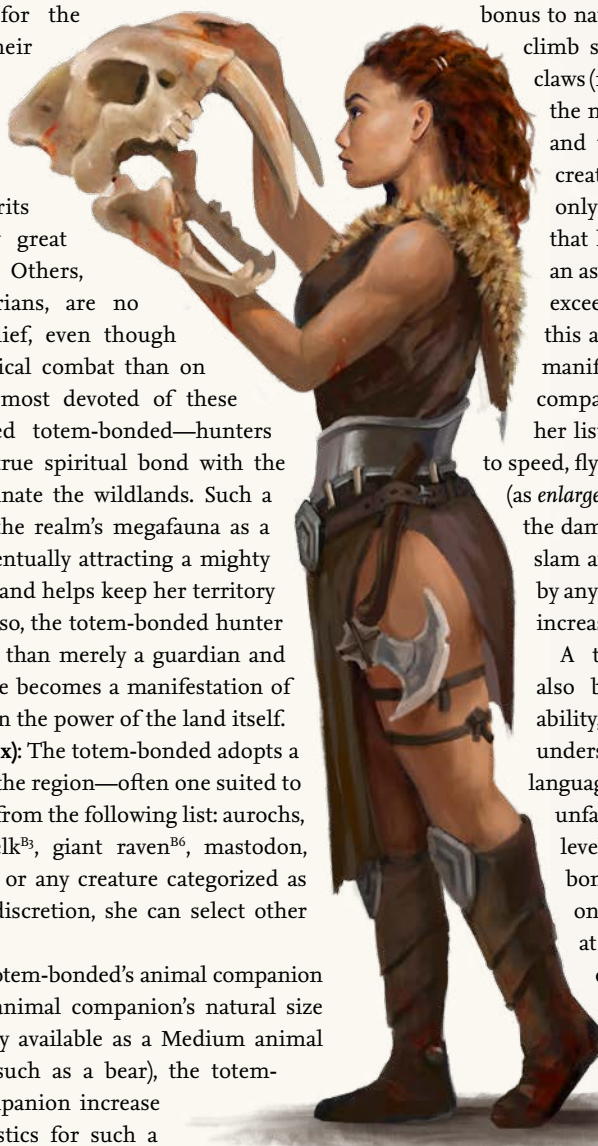 for the
heir
rits
great
Others,
rians, are no
lief, even though
ical combat than on
most devoted of these
ed totem-bonded—hunters
true spiritual bond with the
inate the wildlands. Such a
the realm’s megafauna as a
entually attracting a mighty
and helps keep her territory
so, the totem-bonded hunter
than merely a guardian and
e becomes a manifestation of
n the power of the land itself.
x): The totem-bonded adopts a
the region—often one suited to
from the following list: aurochs,
elkᴮ³, giant ravenᴮ⁶, mastodon,
or any creature categorized as
discretion, she can select other
otem-bonded’s animal companion
animal companion’s natural size
y available as a Medium animal
such as a bear), the totem-
panion increase
stics for such a
bonus to na
climb s
claws (
the n
and
creat
only
that
an as
excee
this a
manif
compa
her list
to speed, fly
(as enlarge
the dam
slam a
by any
increas
A t
also b
ability,
unders
languag
unfa
leve
bon
on
at